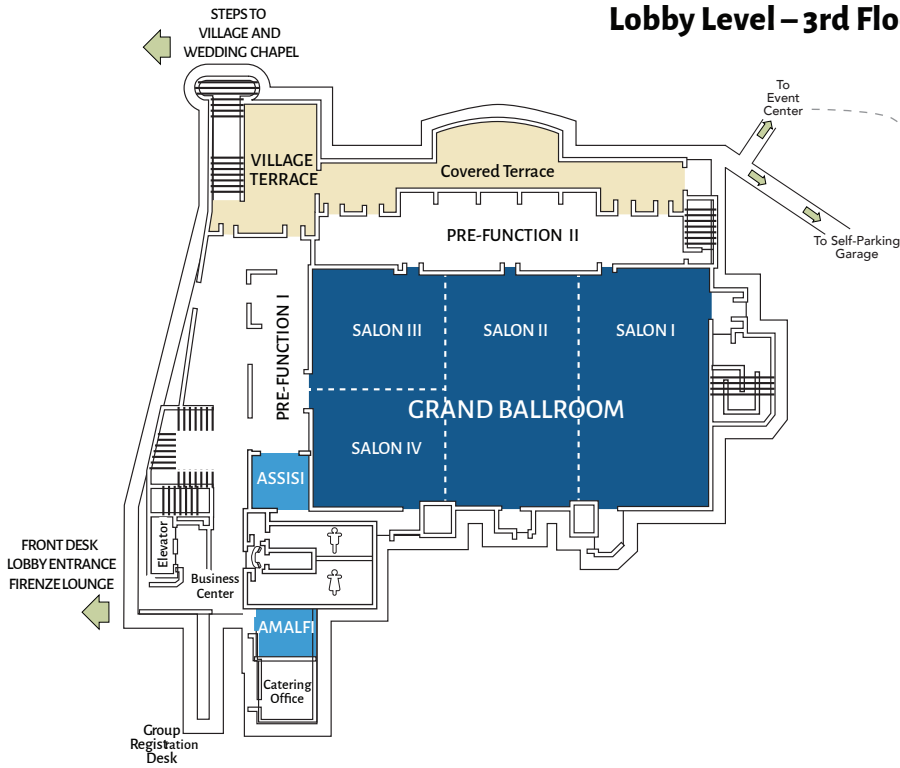 Lobby Level – 3rd Flo
STEPS TO
VILLAGE AND
WEDDING CHAPEL
To
Event
Center
VILLAGE
TERRACE
Covered Terrace
PRE-FUNCTION II
To Self-Parking
Garage
PRE-FUNCTION I
SALON III
SALON II
SALON I
GRAND BALLROOM
SALON IV
ASSISI
Elevator
FRONT DESK
LOBBY ENTRANCE
FIRENZE LOUNGE
Business
Center
AMALFI
Catering
Office
Group
Registration
Desk